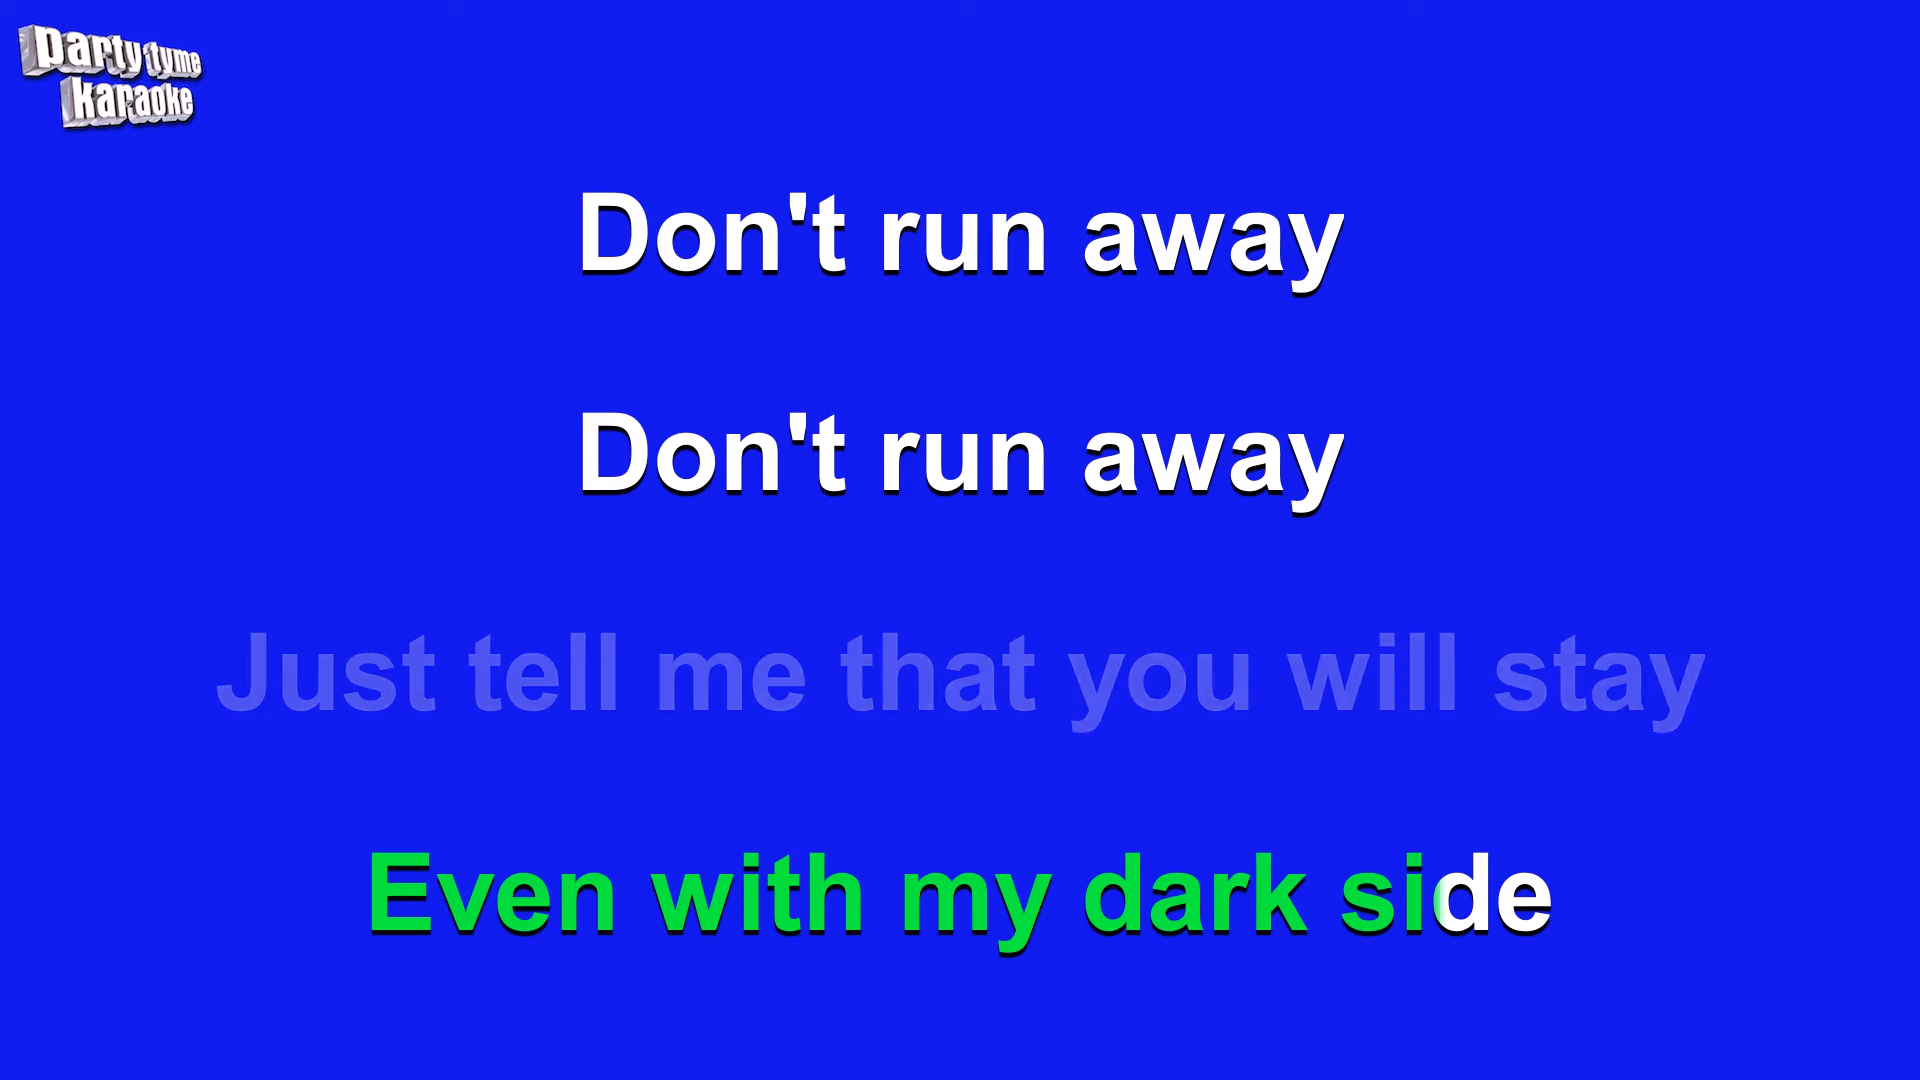 party tyme
karaoke
Don't run away
Don't run away
Just tell me that you will stay
Even with my dark side